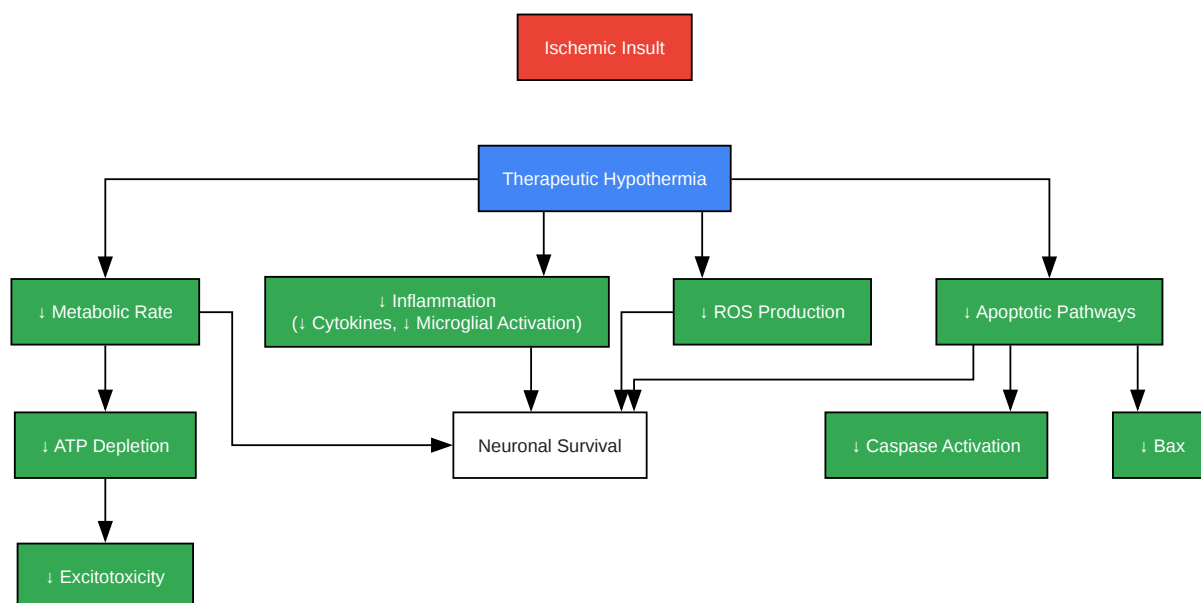 Ischemic Insult
Therapeutic Hypothermia
↓ Metabolic Rate
↓ Inflammation
(↓ Cytokines, ↓ Microglial Activation)
↓ ROS Production
↓ Apoptotic Pathways
↓ ATP Depletion
Neuronal Survival
↓ Caspase Activation
↓ Bax
↓ Excitotoxicity